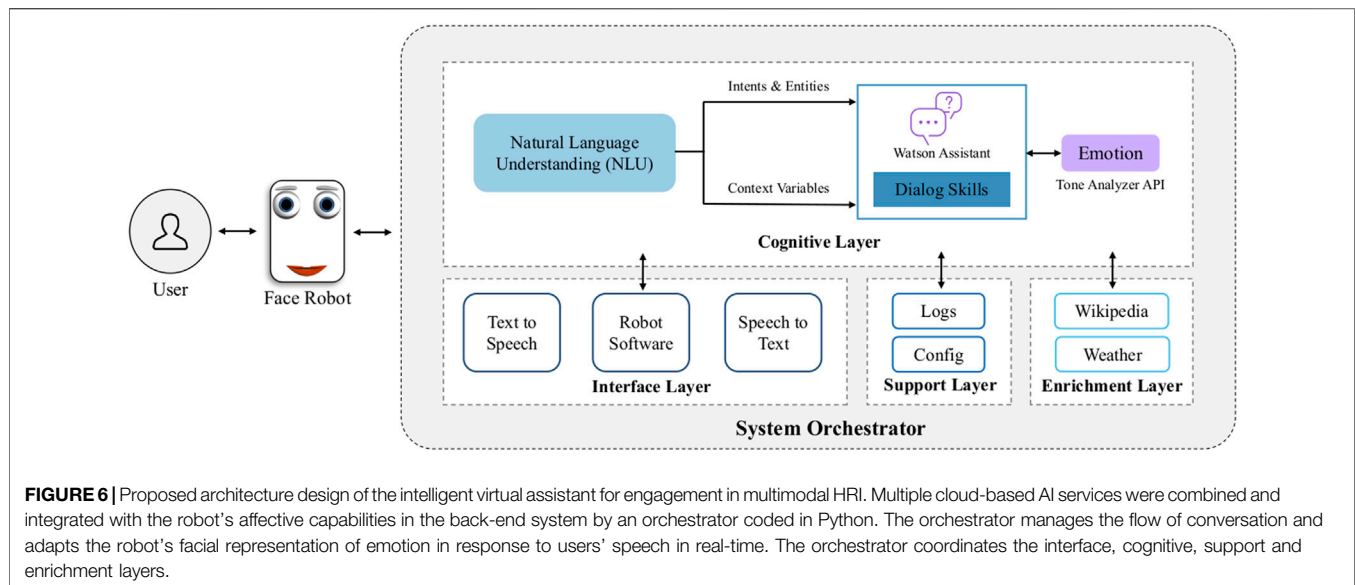 Intents & Entities
Natural Language
Understanding (NLU)
Context Variables
?
Watson Assistant
Dialog Skills
Emotion
Tone Analyzer API
Cognitive Layer
User
Face Robot
Text to
Speech
Robot
Software
Speech to
Text
Interface Layer
Logs
Config
Support Layer
Wikipedia
Weather
Enrichment Layer
System Orchestrator
FIGURE 6 | Proposed architecture design of the intelligent virtual assistant for engagement in multimodal HRI. Multiple cloud-based AI services were combined and
integrated with the robot’s affective capabilities in the back-end system by an orchestrator coded in Python. The orchestrator manages the flow of conversation and
adapts the robot’s facial representation of emotion in response to users’ speech in real-time. The orchestrator coordinates the interface, cognitive, support and
enrichment layers.